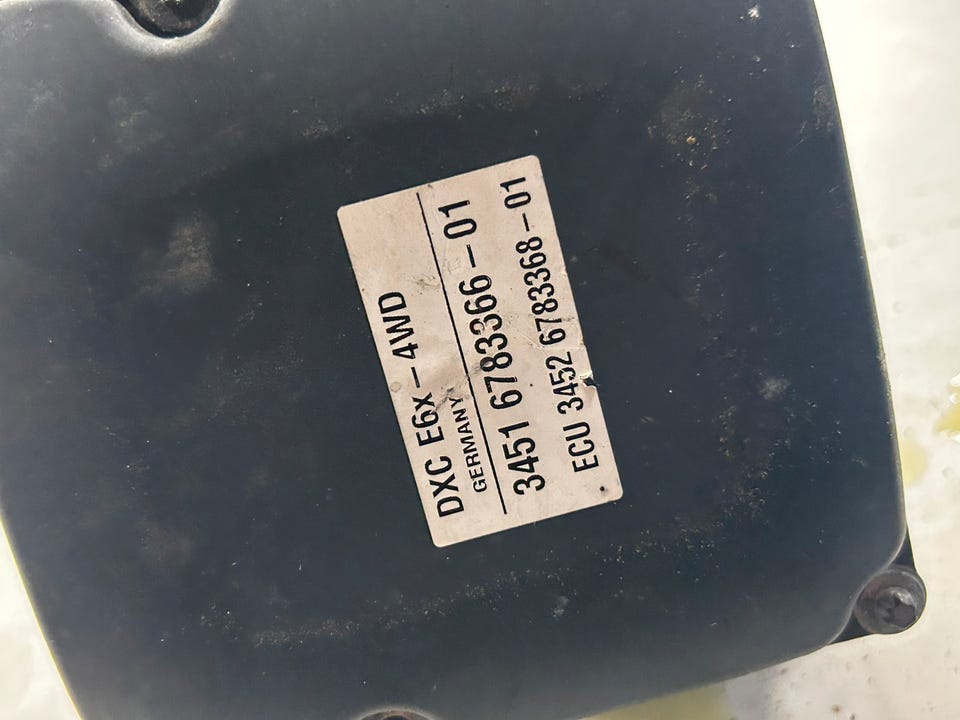 DXC E6x – 4WD
GERMANY
3451 6783366 – 01
ECU 3452 6783368 – 01